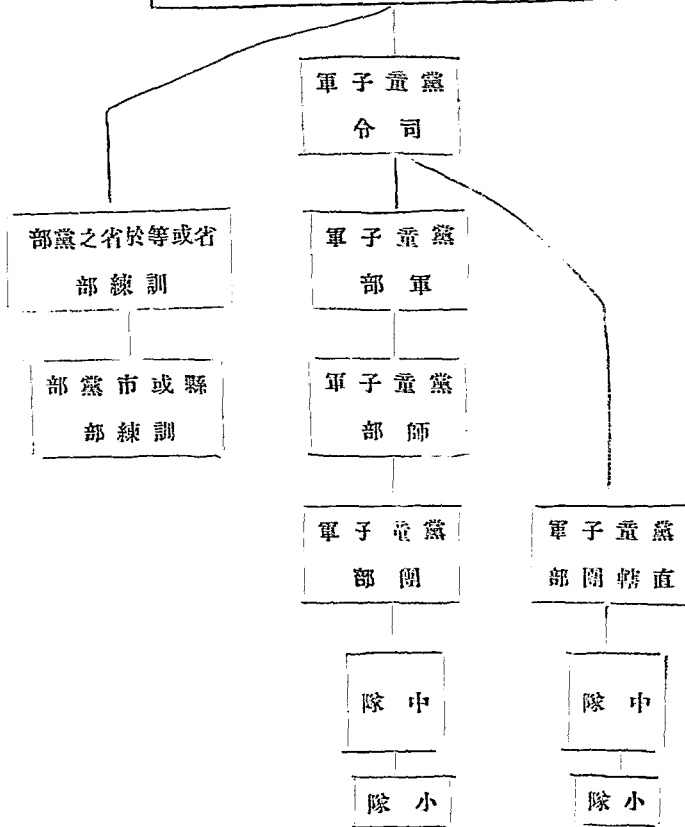 黨童子軍
司令
省或等於省之黨部
訓練部
黨童子軍
軍部
縣或市黨部
訓練部
黨童子軍
師部
黨童子軍
團部
黨童子軍
直轄團部
中隊
中隊
小隊
小隊